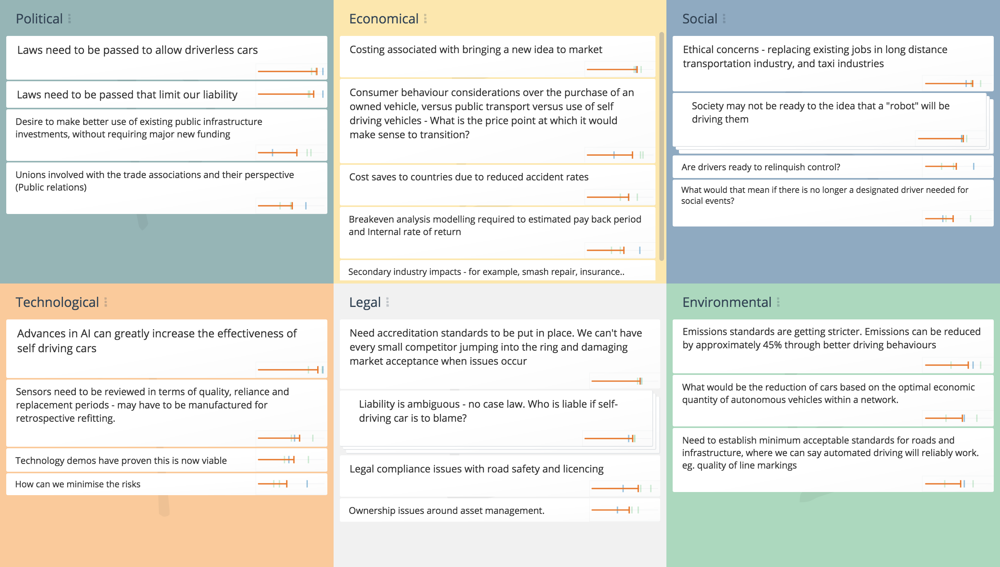 Political
Laws need to be passed to allow driverless cars
Laws need to be passed that limit our liability
Desire to make better use of existing public infrastructure
investments, without requiring major new funding
Unions involved with the trade associations and their perspective
(Public relations)
Economical
Costing associated with bringing a new idea to market
Consumer behaviour considerations over the purchase of an
owned vehicle, versus public transport versus use of self
driving vehicles - What is the price point at which it would
make sense to transition?
Cost saves to countries due to reduced accident rates
Breakeven analysis modelling required to estimated pay back period
and Internal rate of return
Secondary industry impacts - for example, smash repair, insurance..
Social
Ethical concerns - replacing existing jobs in long distance
transportation industry, and taxi industries
Society may not be ready to the idea that a "robot" will be
driving them
Are drivers ready to relinquish control?
What would that mean if there is no longer a designated driver needed for
social events?
Technological
Advances in AI can greatly increase the effectiveness of
self driving cars
Sensors need to be reviewed in terms of quality, reliance and
replacement periods - may have to be manufactured for
retrospective refitting.
Technology demos have proven this is now viable
How can we minimise the risks
Legal
Need accreditation standards to be put in place. We can't have
every small competitor jumping into the ring and damaging
market acceptance when issues occur
Liability is ambiguous - no case law. Who is liable if self-
driving car is to blame?
Legal compliance issues with road safety and licencing
Ownership issues around asset management.
Environmental
Emissions standards are getting stricter. Emissions can be reduced
by approximately 45% through better driving behaviours
What would be the reduction of cars based on the optimal economic
quantity of autonomous vehicles within a network.
Need to establish minimum acceptable standards for roads and
infrastructure, where we can say automated driving will reliably work.
eg. quality of line markings